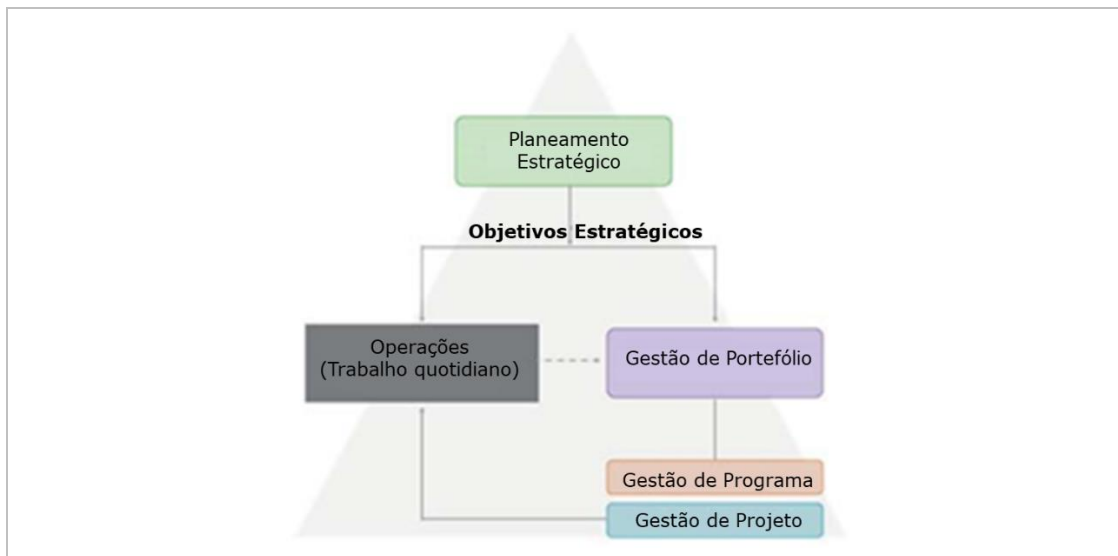 Planeamento
Estratégico
Objetivos Estratégicos
Operações
(Trabalho quotidiano)
Gestão de Portefólio
Gestão de Programa
Gestão de Projeto